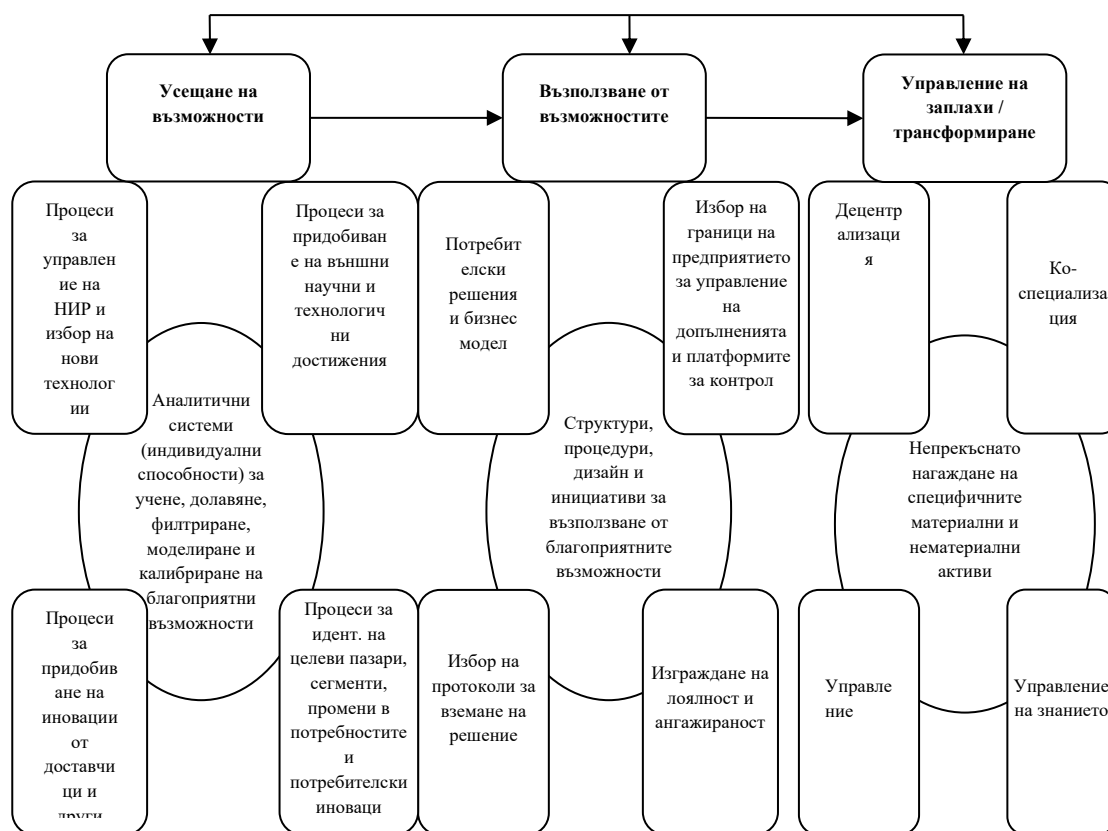 Усещане на
възможности
Възползване от
възможностите
Управление на
заплахи /
трансформиране
Процеси
за
управлен
ие на
НИР и
избор на
нови
технолог
ии
Процеси за
придобиван
е на външни
научни и
технологич
ни
достижения
Аналитични
системи
(индивидуални
способности) за
учене, долавяне,
филтриране,
моделиране и
калибриране на
благоприятни
възможности
Процеси
за
придобив
ане на
иновации
от
доставчи
ци и
други
Процеси за
идент. на
целеви пазари,
сегменти,
промени в
потребностите
и
потребителски
иноваци
Потребит
елски
решения
и бизнес
модел
Избор на
граници на
предприятието
за управление
на
допълненията
и платформите
за контрол
Структури,
процедури,
дизайн и
инициативи за
възползване от
благоприятните
възможности
Избор на
протоколи за
вземане на
решение
Изграждане на
лоялност и
ангажираност
Децентр
ализаци
я
Ко-
специализа
ция
Непрекъснато
нагаждане на
специфичните
материални и
нематериални
активи
Управле
ние
Управление
на знанието